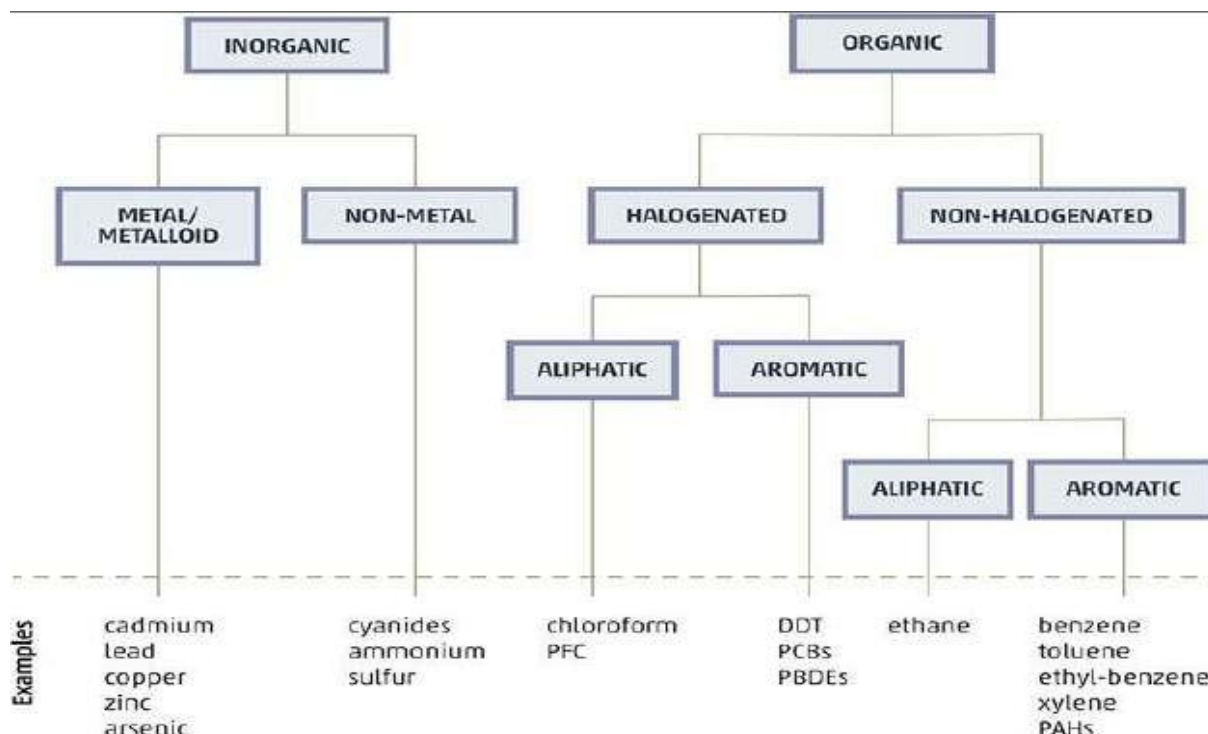 INORGANIC
ORGANIC
METAL/
METALLOID
NON-METAL
HALOGENATED
NON-HALOGENATED
ALIPHATIC
AROMATIC
ALIPHATIC
AROMATIC
Examples
cadmium
lead
copper
zinc
arsenic
cyanides
ammonium
sulfur
chloroform
PFC
DDT
PCBs
PBDEs
ethane
benzene
toluene
ethyl-benzene
xylene
PAHs